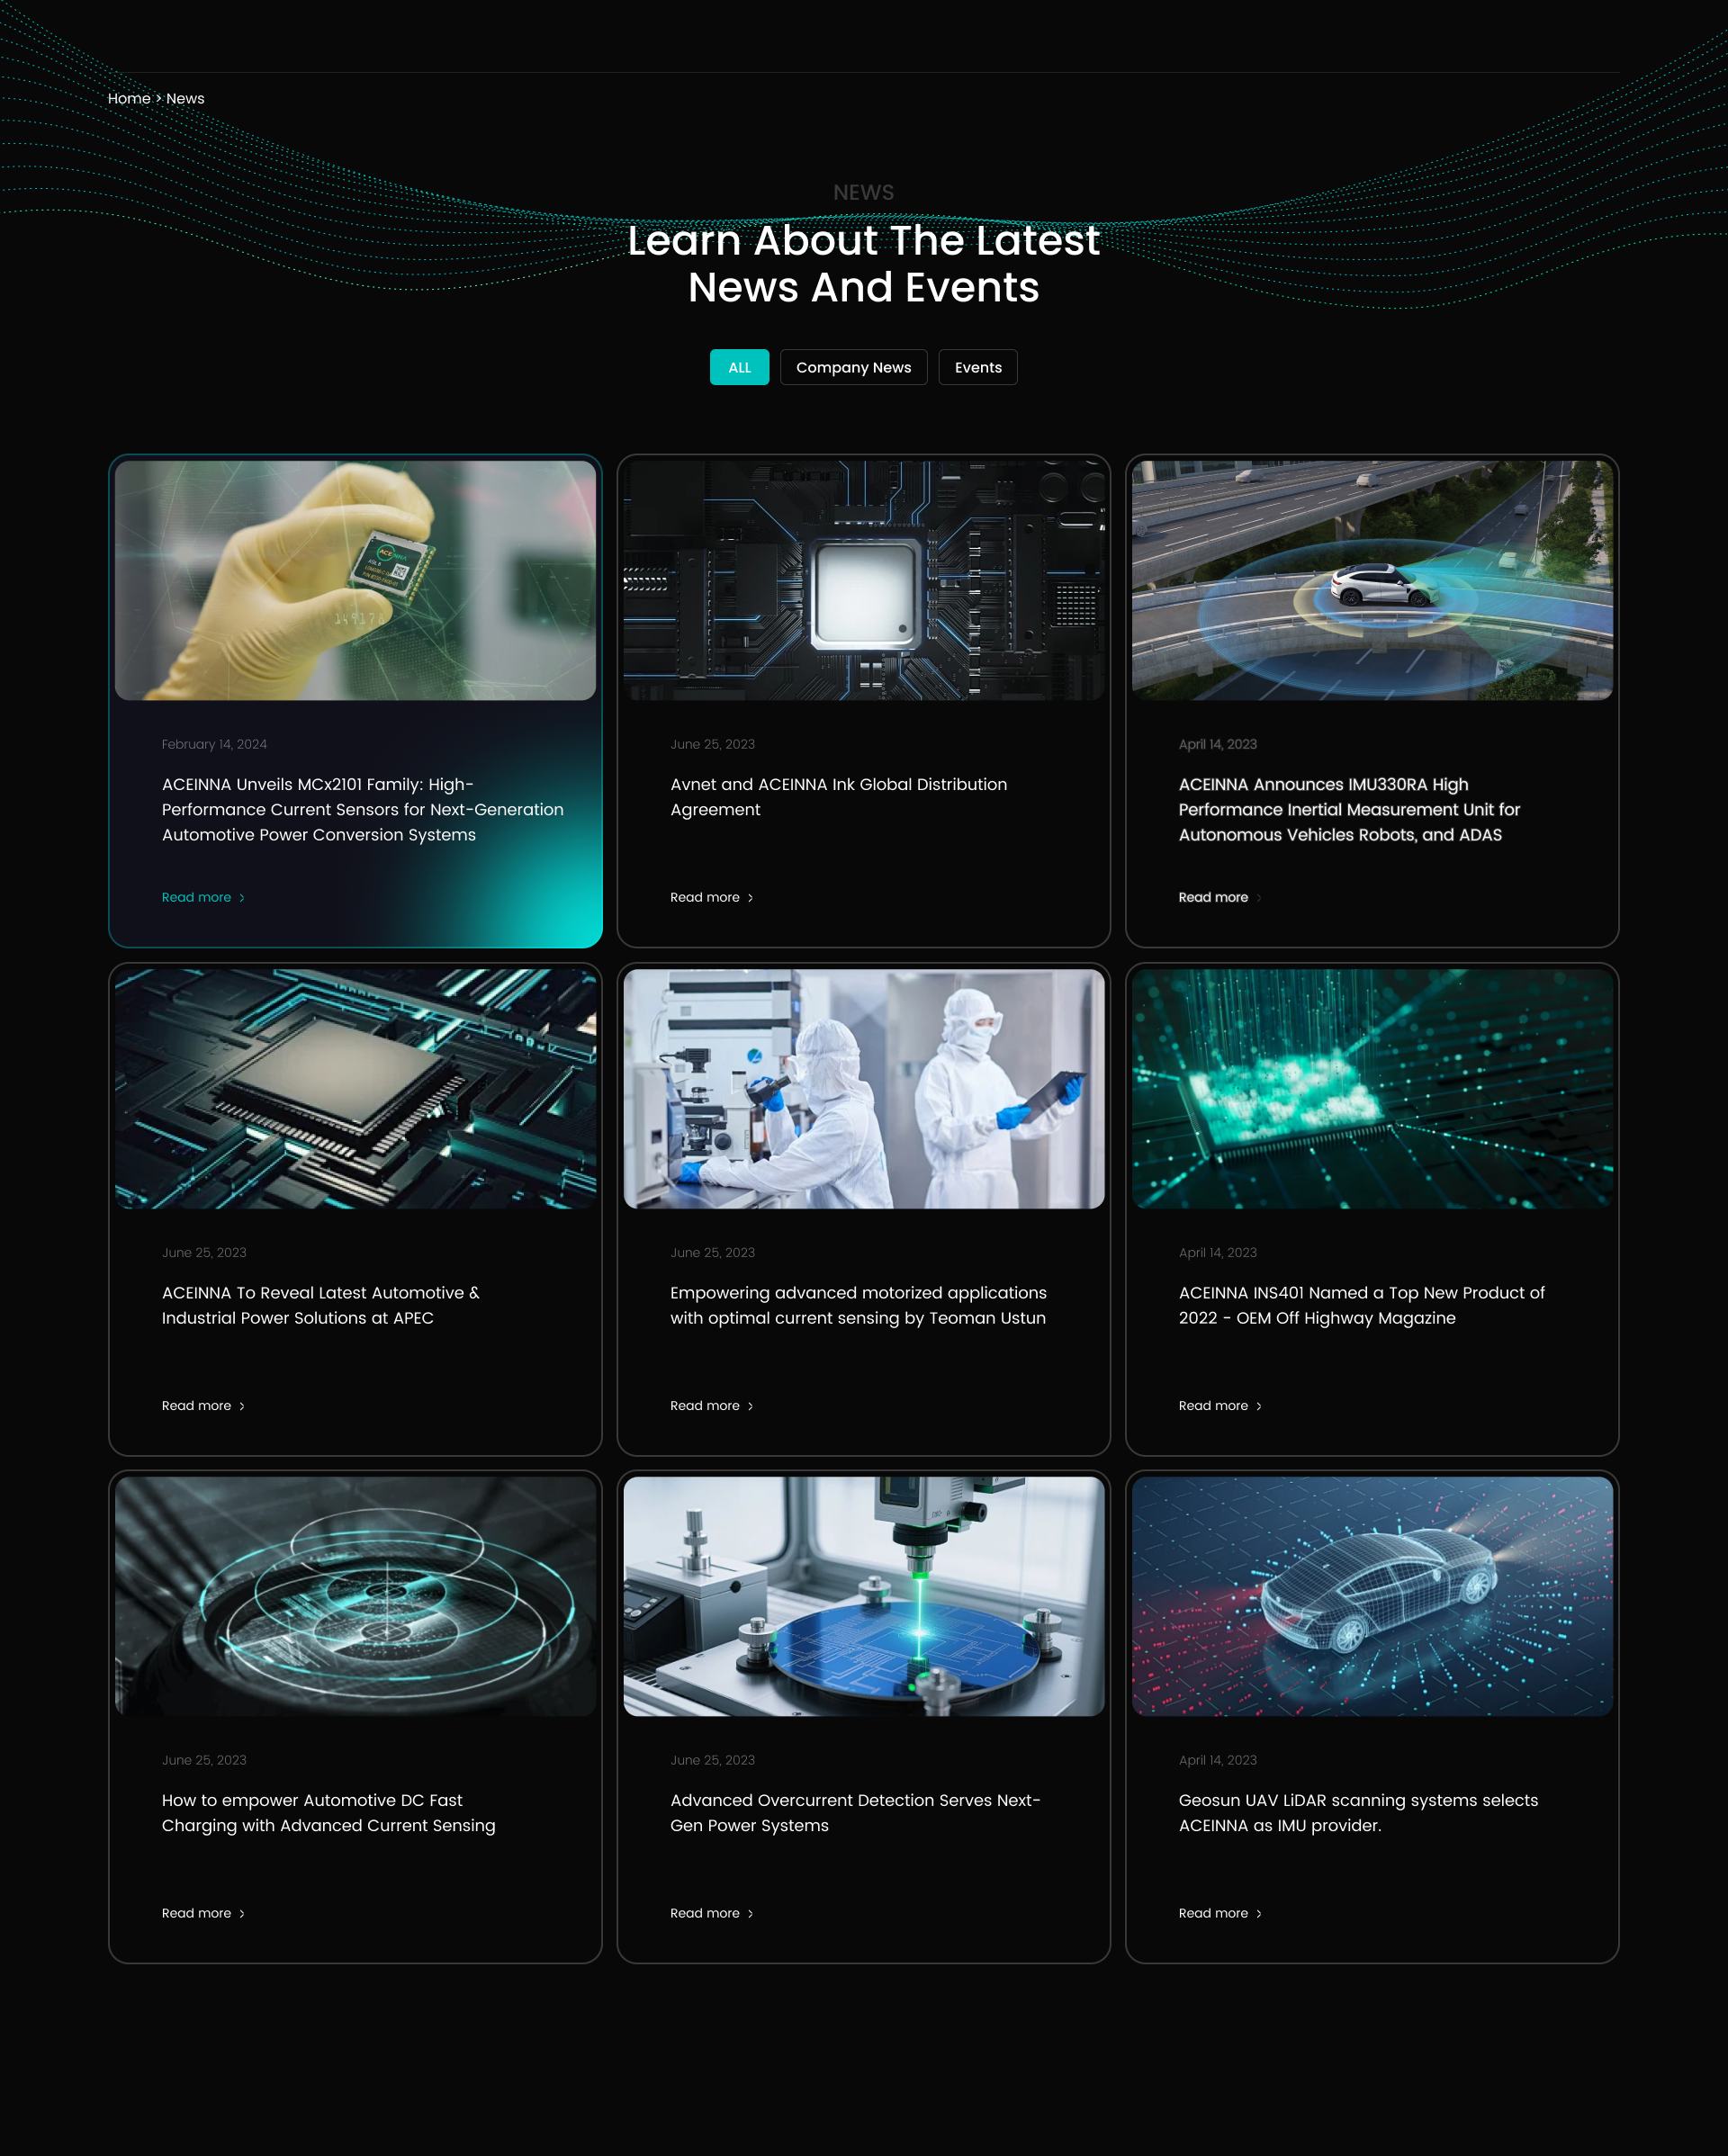 Home > News
NEWS
Learn About The Latest
News And Events
ALL
Company News
Events
ACEINNA
February 14, 2024
ACEINNA Unveils MCx2101 Family: High-
Performance Current Sensors for Next-Generation
Automotive Power Conversion Systems
Read more >
June 25, 2023
Avnet and ACEINNA Ink Global Distribution
Agreement
Read more >
April 14, 2023
ACEINNA Announces IMU330RA High
Performance Inertial Measurement Unit for
Autonomous Vehicles Robots, and ADAS
Read more >
June 25, 2023
ACEINNA To Reveal Latest Automotive &
Industrial Power Solutions at APEC
Read more >
June 25, 2023
Empowering advanced motorized applications
with optimal current sensing by Teoman Ustun
Read more >
April 14, 2023
ACEINNA INS401 Named a Top New Product of
2022 - OEM Off Highway Magazine
Read more >
June 25, 2023
How to empower Automotive DC Fast
Charging with Advanced Current Sensing
Read more >
June 25, 2023
Advanced Overcurrent Detection Serves Next-
Gen Power Systems
Read more >
April 14, 2023
Geosun UAV LiDAR scanning systems selects
ACEINNA as IMU provider.
Read more >